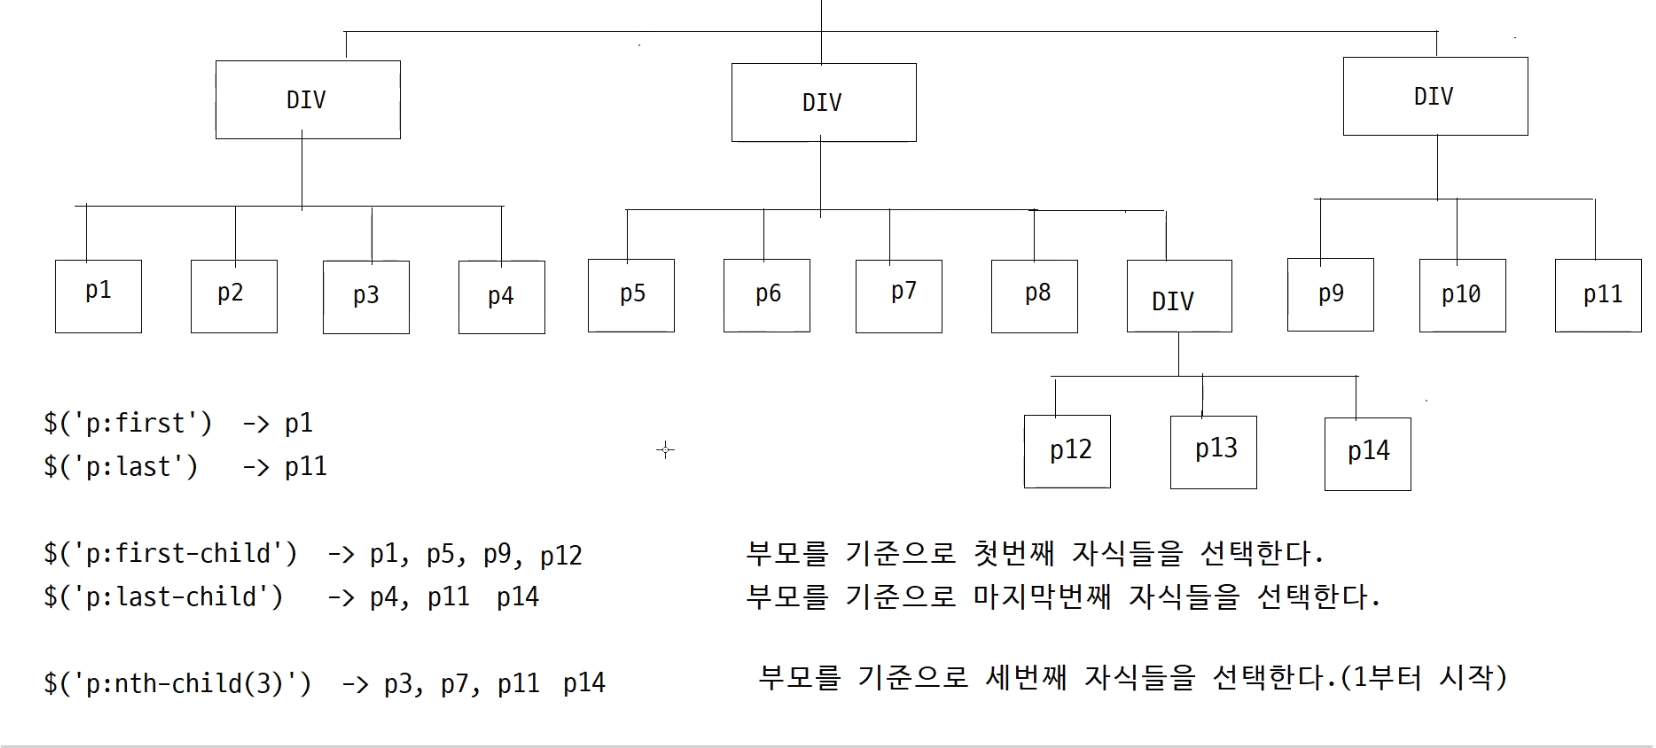 DIV DIV DIV
p1 p2 p3 p4 p5 p6 p7 p8 DIV p9 p10 p11
p12 p13 p14
$('p:first') -> p1
$('p:last') -> p11
$('p:first-child') -> p1, p5, p9, p12 부모를 기준으로 첫번째 자식들을 선택한다.
$('p:last-child') -> p4, p11 p14 부모를 기준으로 마지막번째 자식들을 선택한다.
$('p:nth-child(3)') -> p3, p7, p11 p14 부모를 기준으로 세번째 자식들을 선택한다.(1부터 시작)